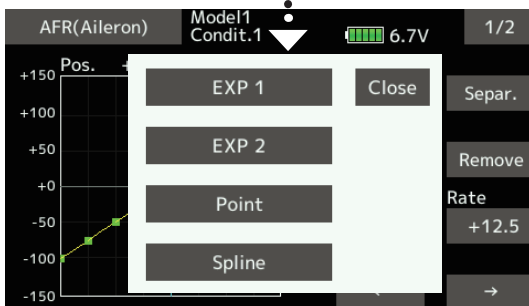 AFR(Aileron)
Model1
Condit.1
6.7V
1/2
Pos.
+150
+100
+50
+0
-50
-100
-150
EXP 1
EXP 2
Point
Spline
Close
Separ.
Remove
Rate
+12.5
→